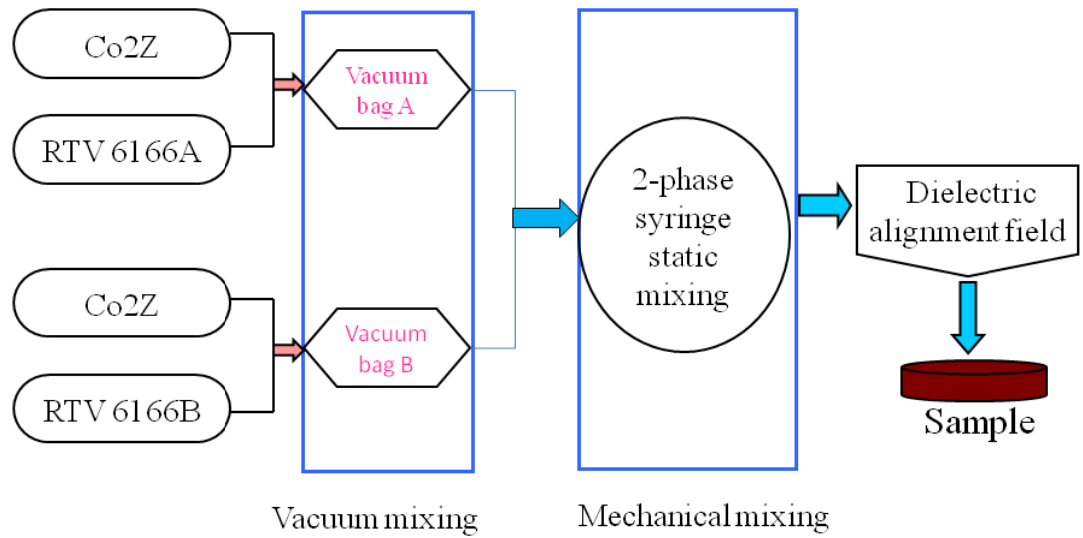 Co2Z
RTV 6166A
Vacuum
bag A
Co2Z
RTV 6166B
Vacuum
bag B
Vacuum mixing
2-phase
syringe
static
mixing
Mechanical mixing
Dielectric
alignment field
Sample